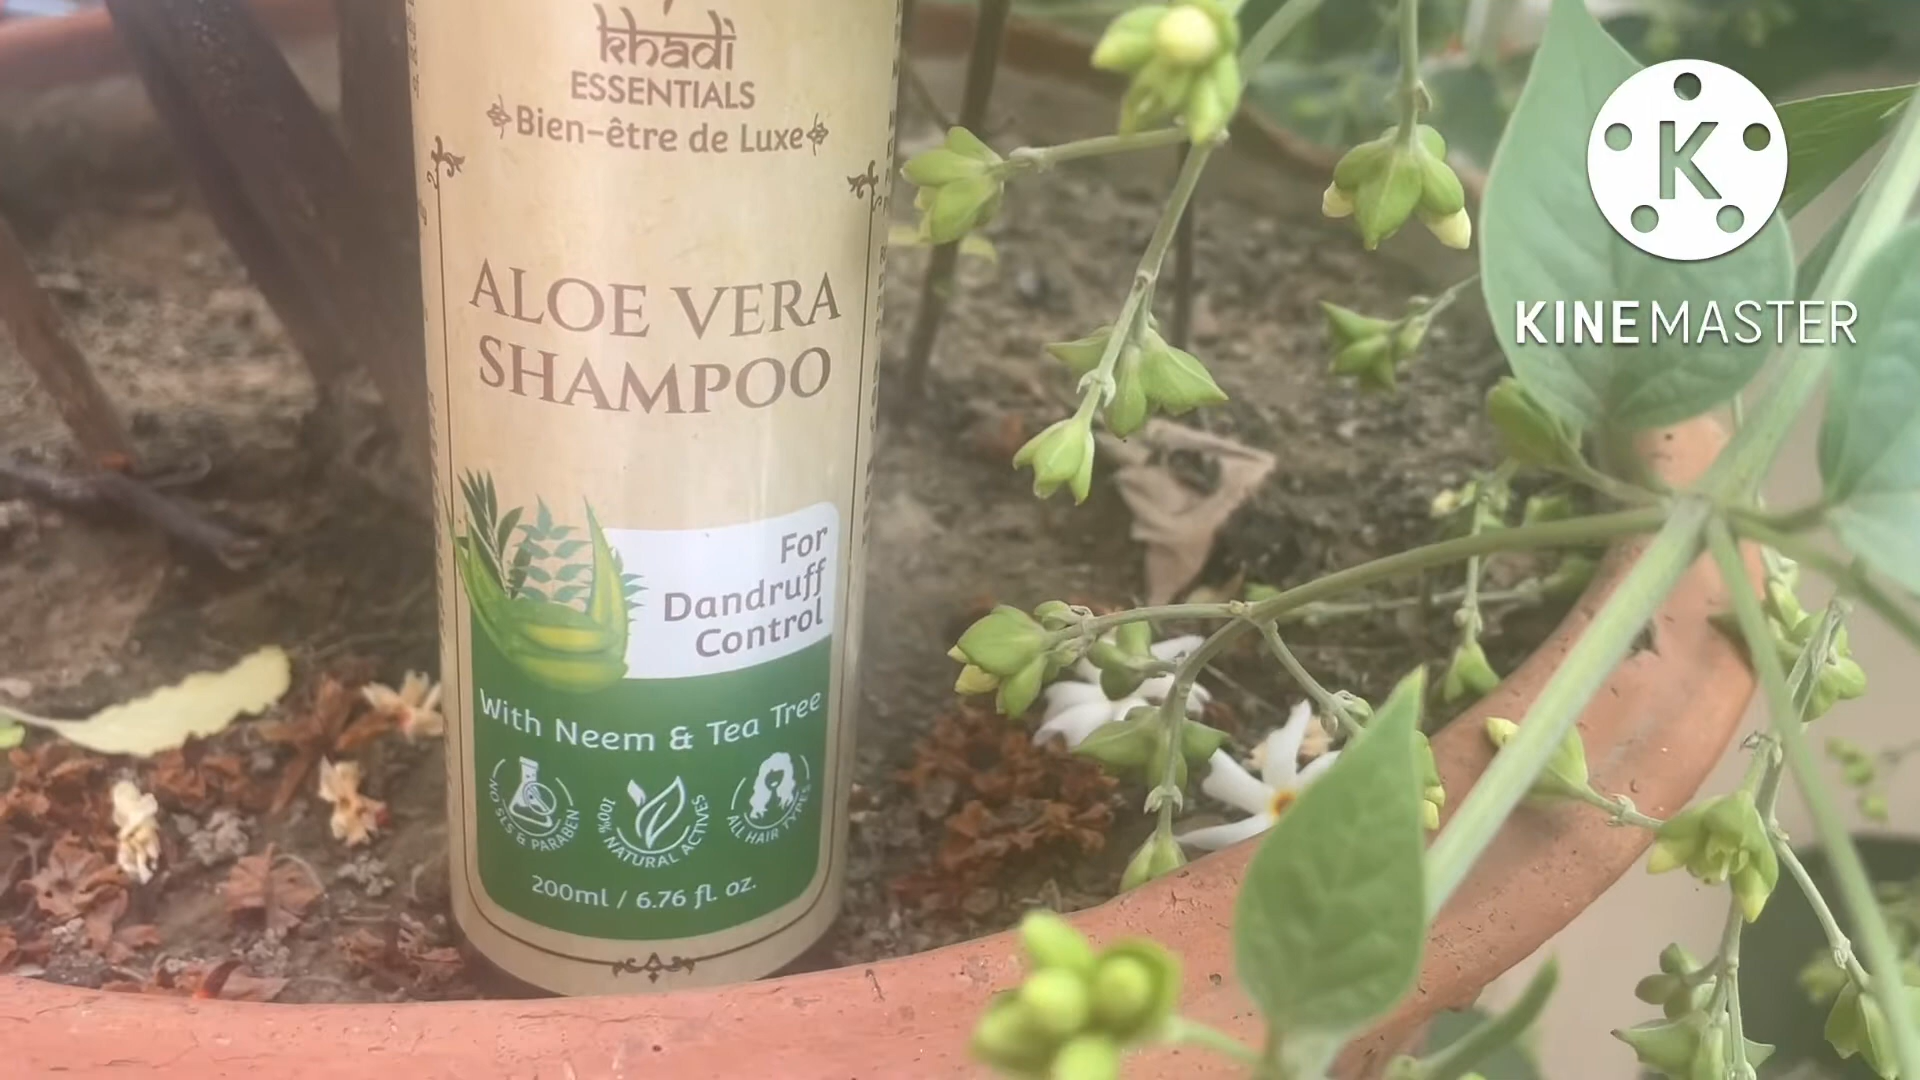 khadi
ESSENTIALS
Bien-être de Luxe
ALOE VERA
SHAMPOO
For
Dandruff
Control
With Neem & Tea Tree
NO SLS & PARABEN
100% NATURAL ACTIVES
ALL HAIR TYPES
200ml / 6.76 fl. oz.
K
KINEMASTER